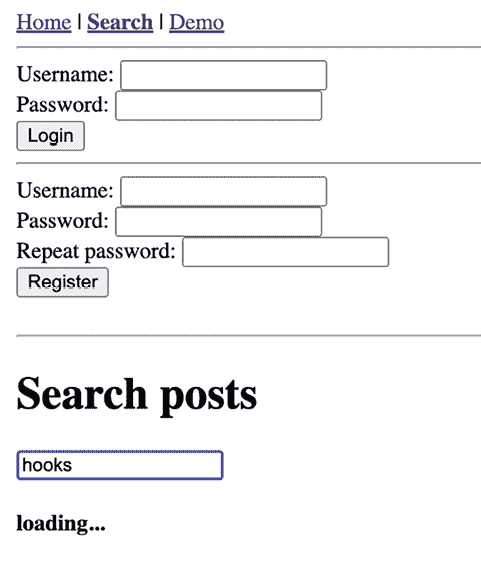 Home | Search | Demo
Username:
Password:
Login
Username:
Password:
Repeat password:
Register
Search posts
hooks
loading...